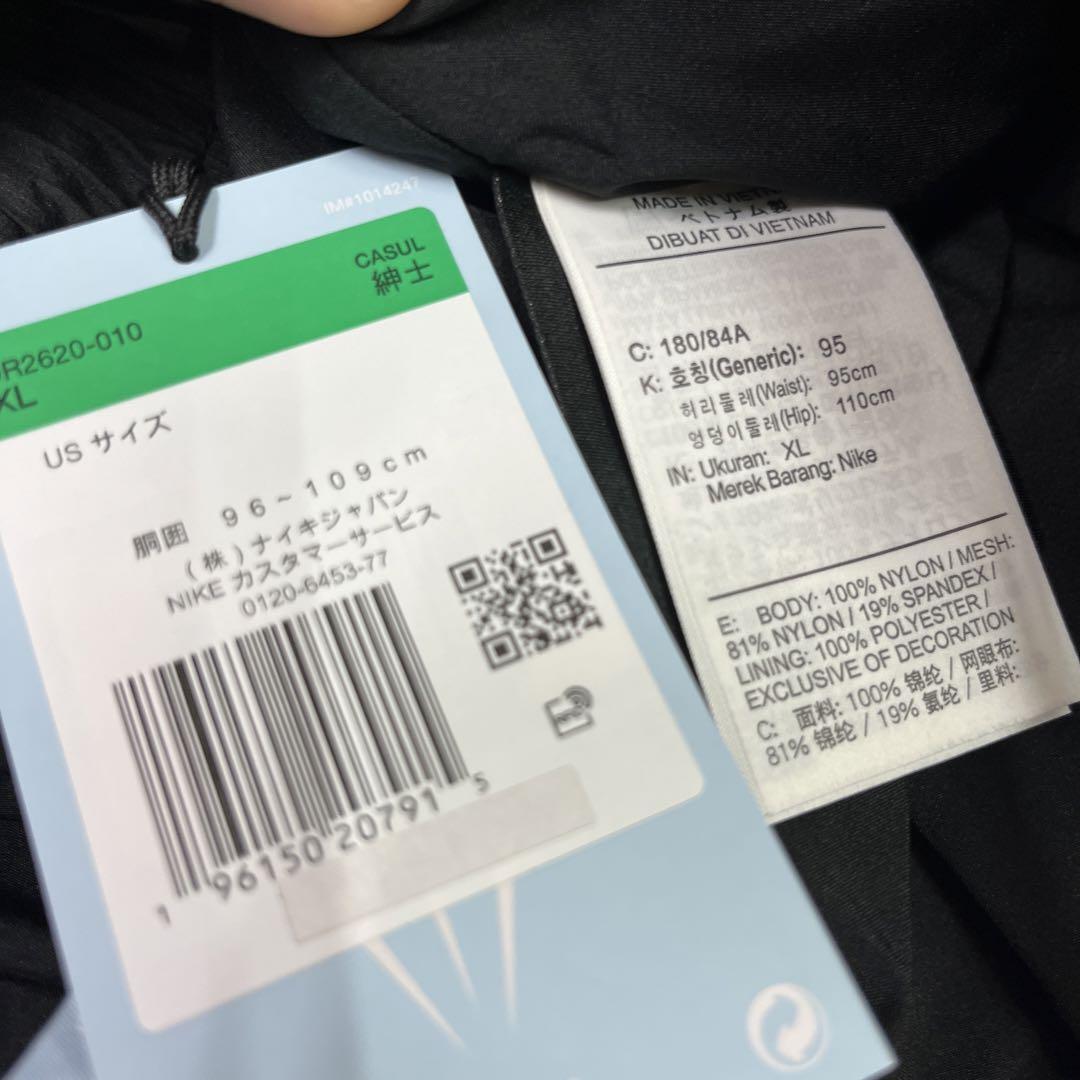 IM#1014247
CASUL
紳士
R2620-010
XL
US サイズ
胴囲 96~109cm
(株)ナイキジャパン
NIKE カスタマーサービス
0120-6453-77
1 96150 20791 5
MADE IN VIETN
ベトナム製
DIBUAT DI VIETNAM
C: 180/84A
K: 호칭(Generic): 95
허리둘레(Waist): 95cm
엉덩이둘레(Hip): 110cm
IN: Ukuran: XL
Merek Barang: Nike
E: BODY: 100% NYLON / MESH:
81% NYLON / 19% SPANDEX /
LINING: 100% POLYESTER /
EXCLUSIVE OF DECORATION
C: 面料: 100% 锦纶 / 网眼布:
81% 锦纶 / 19% 氨纶 / 里料: